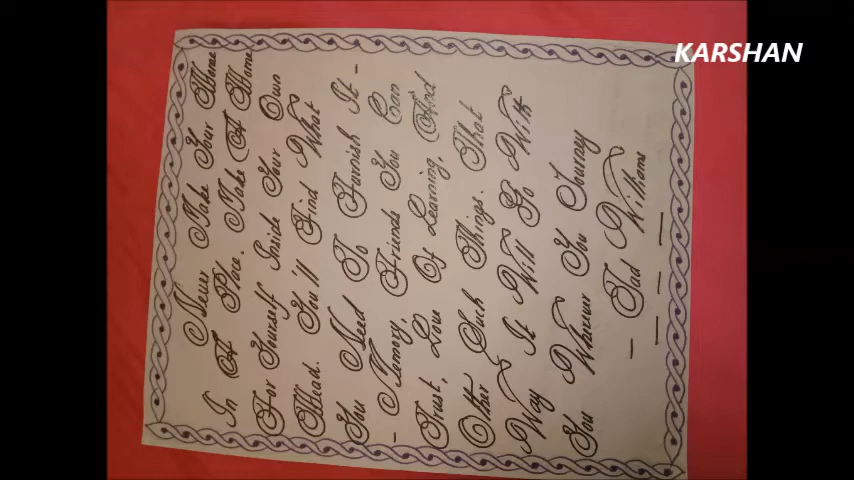 KARSHAN
Never Make Your Home
In A Place. Make A Home
For Yourself Inside Your Own
Head. You'll Find What
You Need To Furnish It -
- Memory, Friends You Can
Trust, Love Of Learning, And
Other Such Things. That
Way It Will Go With
You Wherever You Journey
- Tad Williams